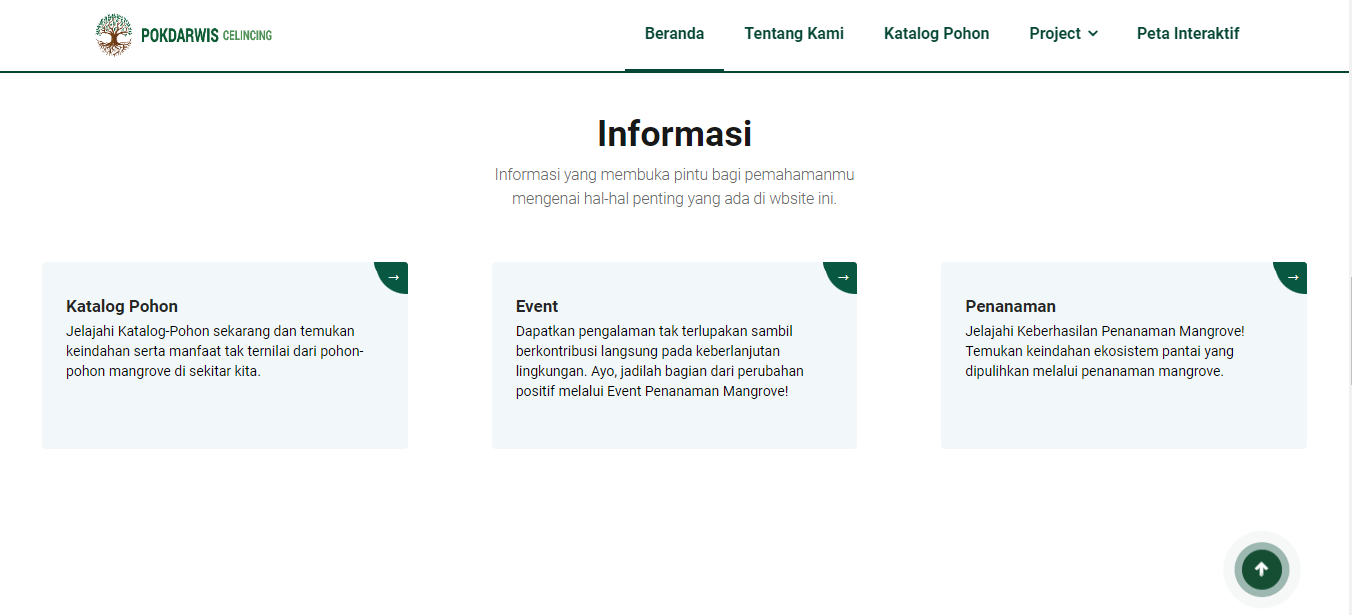 POKDARWIS CELINCING
Beranda
Tentang Kami
Katalog Pohon
Project
Peta Interaktif
Informasi
Informasi yang membuka pintu bagi pemahamanmu
mengenai hal-hal penting yang ada di wbsite ini.
→
Katalog Pohon
Jelajahi Katalog-Pohon sekarang dan temukan
keindahan serta manfaat tak ternilai dari pohon-
pohon mangrove di sekitar kita.
→
Event
Dapatkan pengalaman tak terlupakan sambil
berkontribusi langsung pada keberlanjutan
lingkungan. Ayo, jadilah bagian dari perubahan
positif melalui Event Penanaman Mangrove!
→
Penanaman
Jelajahi Keberhasilan Penanaman Mangrove!
Temukan keindahan ekosistem pantai yang
dipulihkan melalui penanaman mangrove.